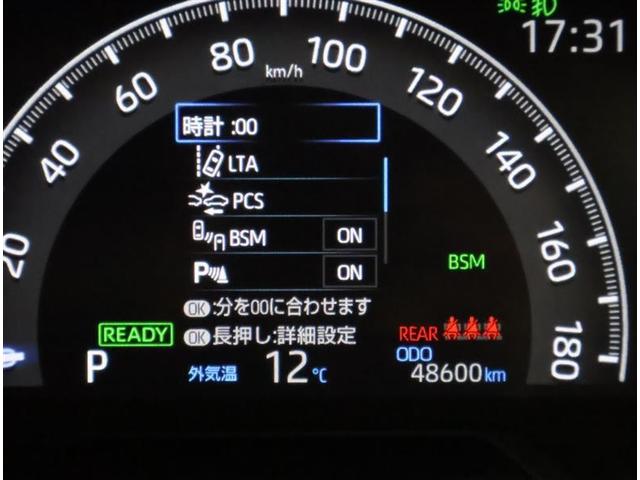 17:31
100
80
km/h
120
60
時計 :00
140
40
LTA
PCS
160
20
BSM ON
BSM
P ON
OK :分を00に合わせます
READY
OK 長押し:詳細設定
REAR
180
P
外気温 12℃
ODO
48600km